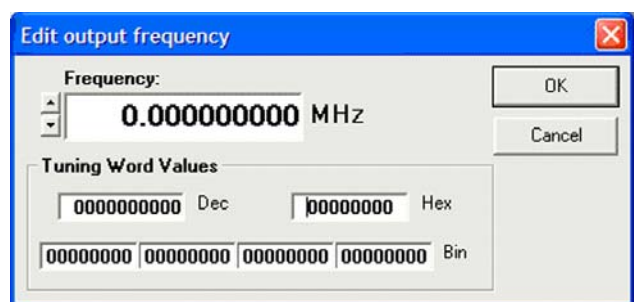 Edit output frequency
Frequency:
0.000000000 MHz
OK
Cancel
Tuning Word Values
0000000000 Dec
00000000 Hex
00000000 00000000 00000000 00000000 Bin